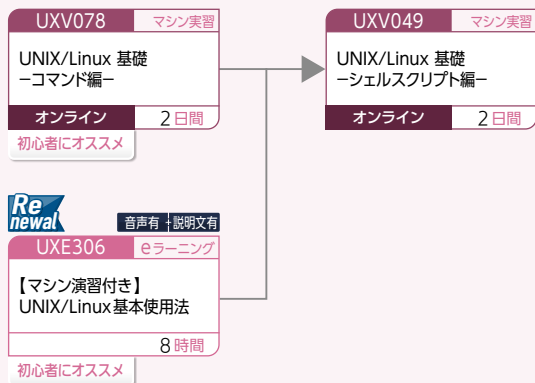 UXV078 マシン実習
UNIX/Linux 基礎
−コマンド編−
オンライン 2日間
初心者にオススメ
UXV049 マシン実習
UNIX/Linux 基礎
−シェルスクリプト編−
オンライン 2日間
Re
newal
音声有+説明文有
UXE306 eラーニング
【マシン演習付き】
UNIX/Linux基本使用法
8時間
初心者にオススメ